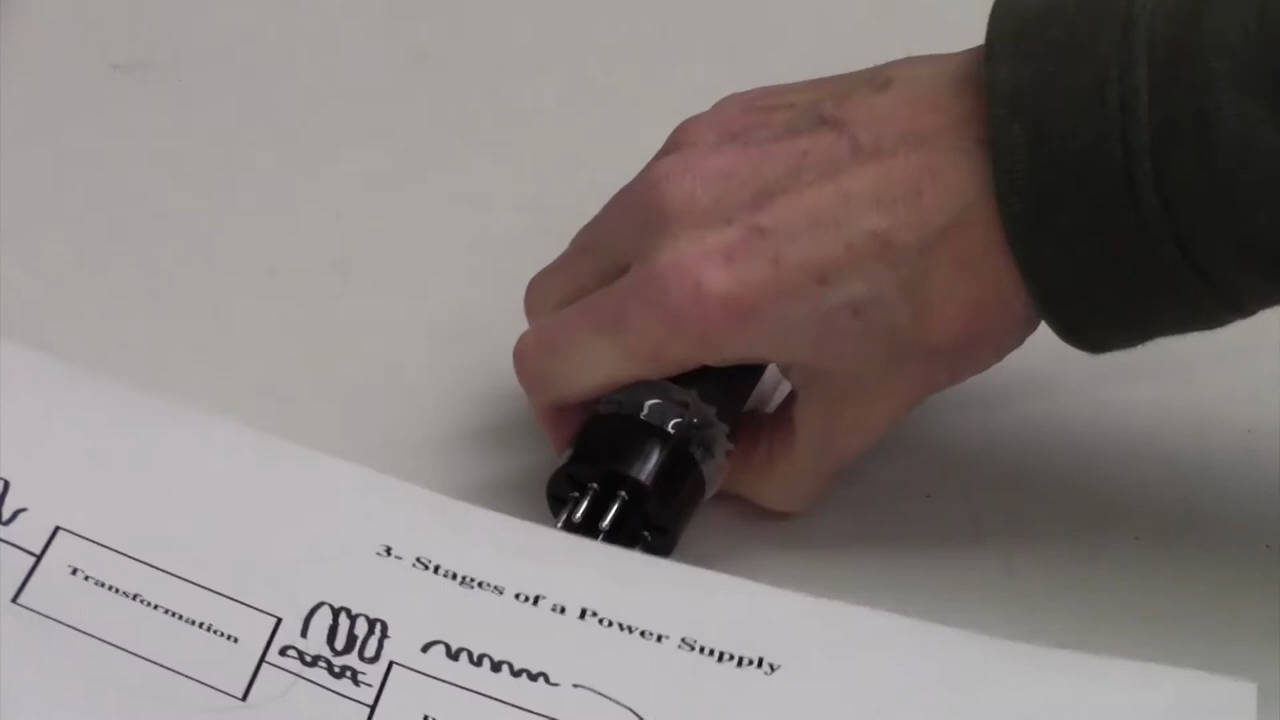 3- Stages of a Power Supply
Transformation